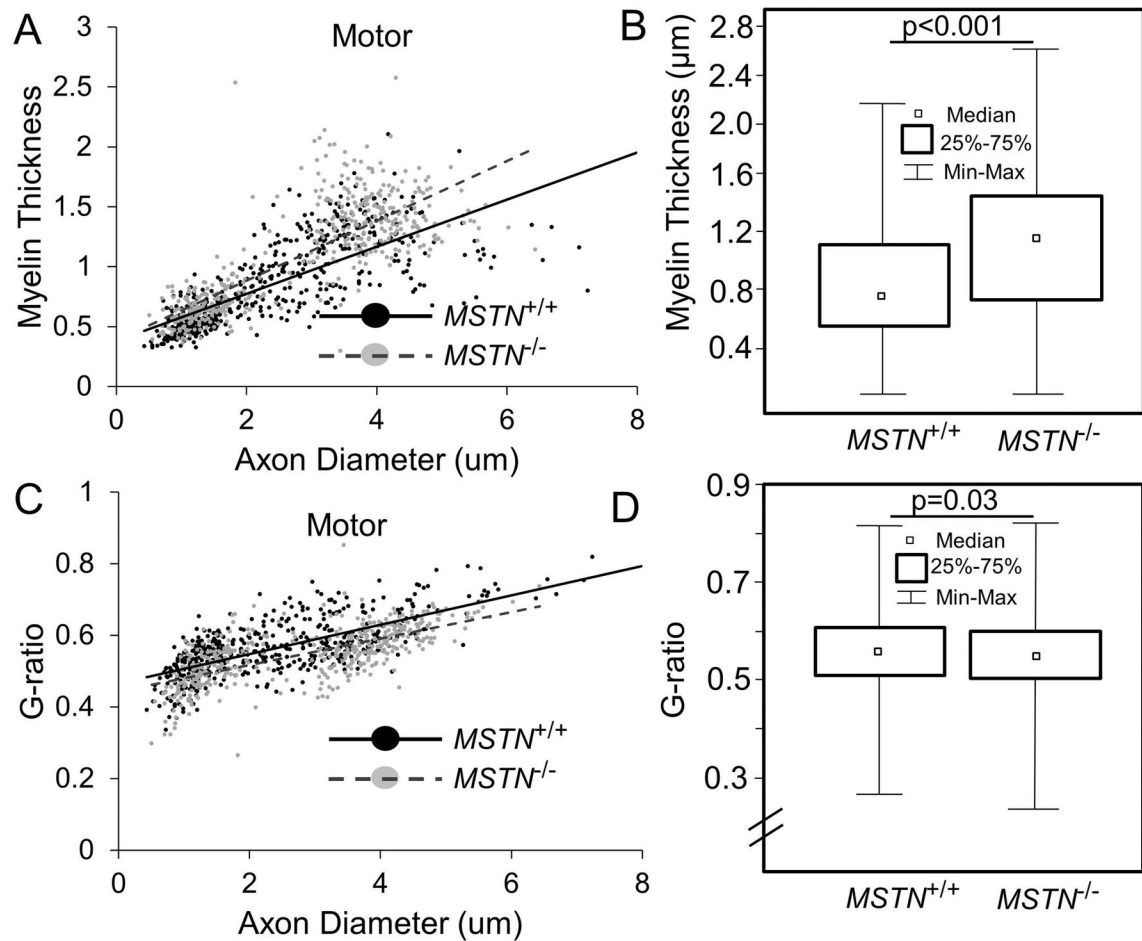 A
Motor
Myelin Thickness
3
2.5
2
1.5
1
0.5
0
0
2
4
6
8
Axon Diameter (um)
MSTN+/+
MSTN-/-
B
p<0.001
Myelin Thickness (µm)
2.8
2.4
2.0
1.6
1.2
0.8
0.4
Median
25%-75%
Min-Max
MSTN+/+
MSTN-/-
C
Motor
G-ratio
1
0.8
0.6
0.4
0.2
0
0
2
4
6
8
Axon Diameter (um)
MSTN+/+
MSTN-/-
D
p=0.03
G-ratio
0.9
0.7
0.5
0.3
Median
25%-75%
Min-Max
MSTN+/+
MSTN-/-